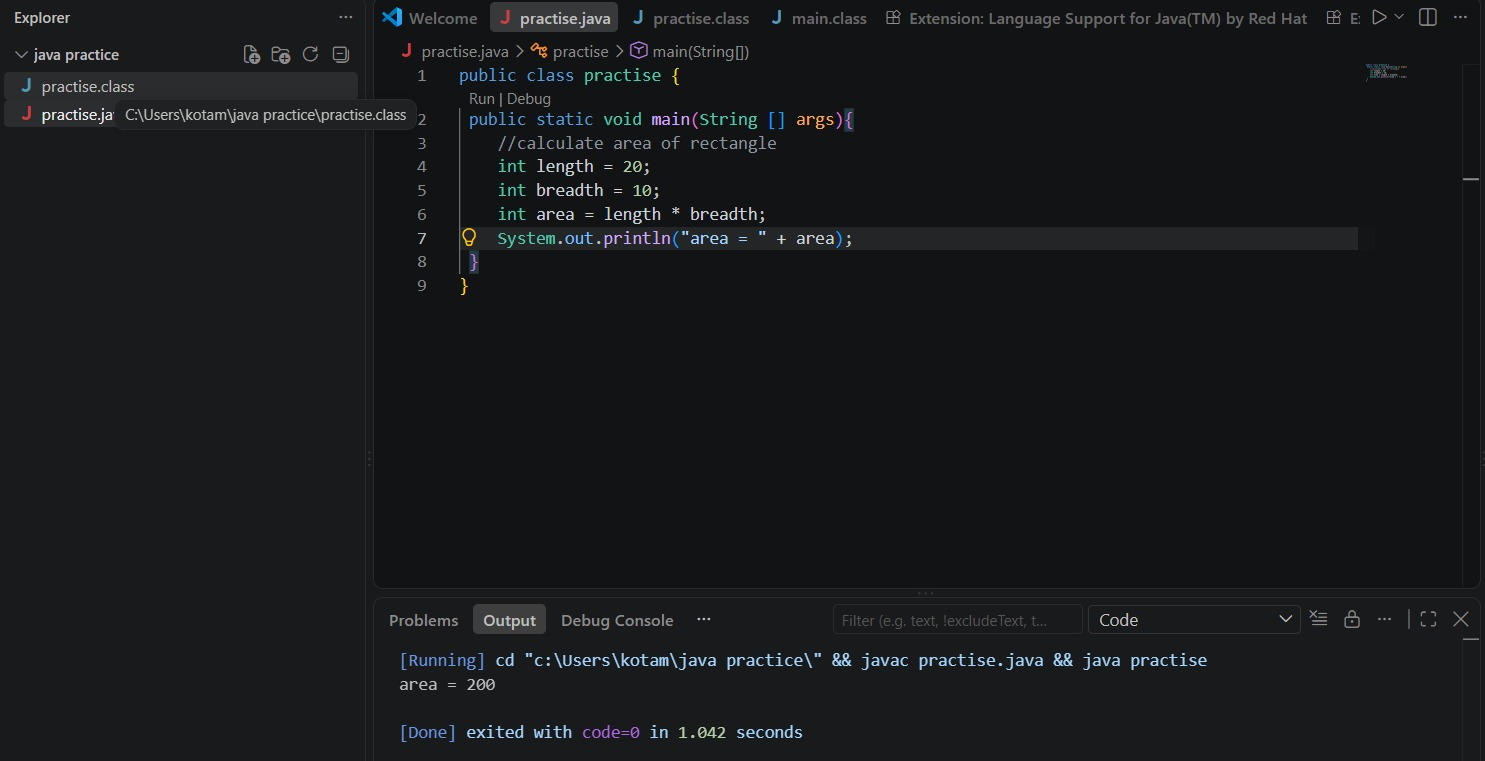 Explorer
java practice
practise.class
practise.ja
C:\Users\kotam\java practice\practise.class
Welcome
practise.java
practise.class
main.class
Extension: Language Support for Java(TM) by Red Hat
E:
practise.java > practise > main(String[])
1 public class practise {
Run | Debug
2 public static void main(String [] args){
3 //calculate area of rectangle
4 int length = 20;
5 int breadth = 10;
6 int area = length * breadth;
7 System.out.println("area = " + area);
8 }
9 }
Problems
Output
Debug Console
Filter (e.g. text, !excludeText, t...
Code
[Running] cd "c:\Users\kotam\java practice\" && javac practise.java && java practise
area = 200
[Done] exited with code=0 in 1.042 seconds